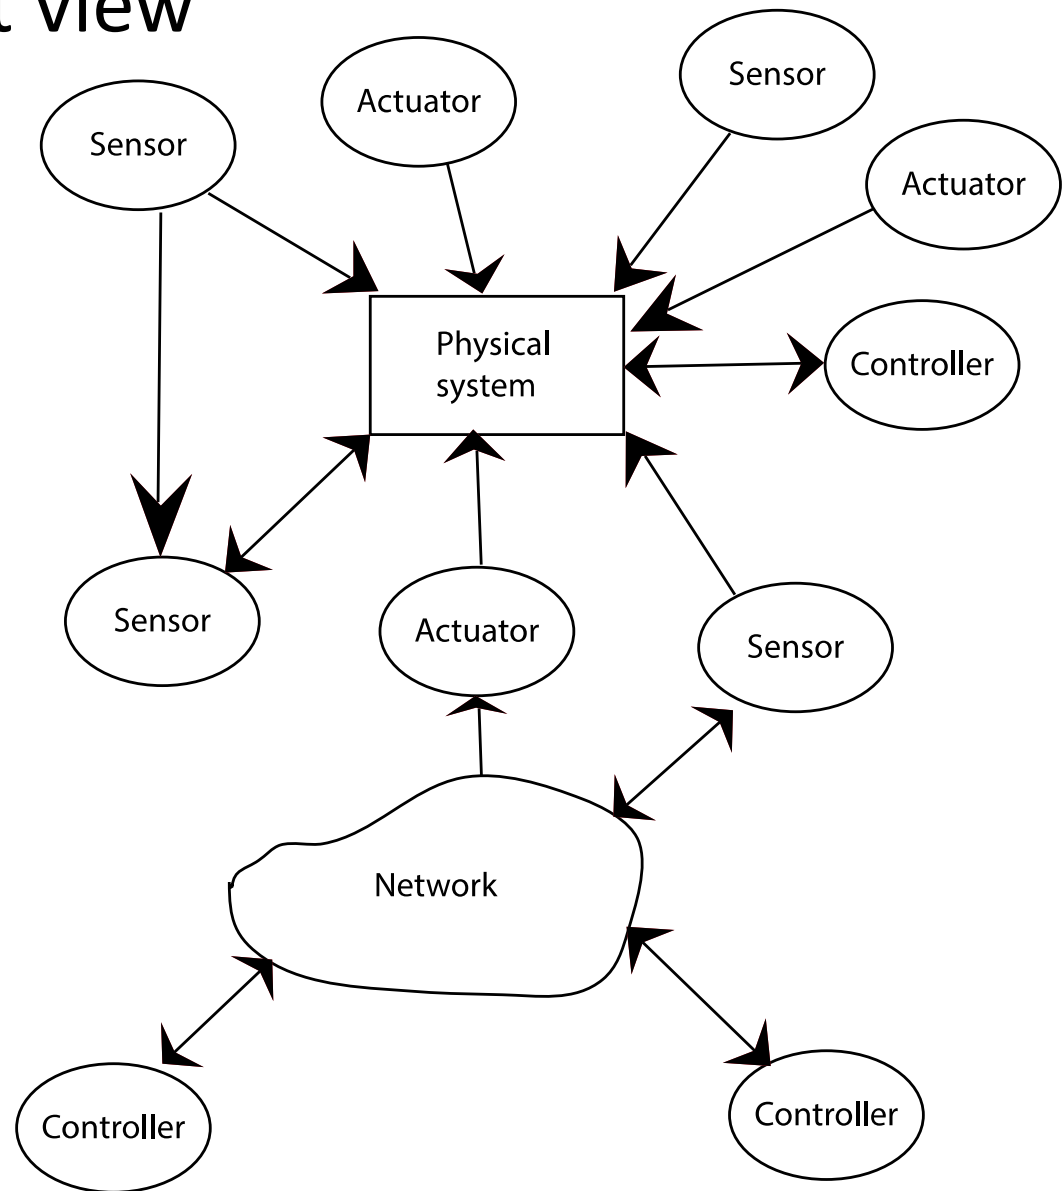 view
Sensor
Actuator
Sensor
Actuator
Physical
system
Controller
Sensor
Actuator
Sensor
Network
Controller
Controller